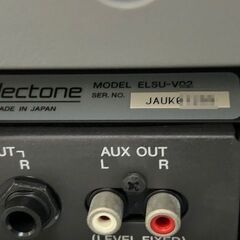 lectone
MODEL ELSU-V02
MADE IN JAPAN
SER. NO.
JAUK
UT
R
AUX OUT
L R
(LEVEL FIXED)